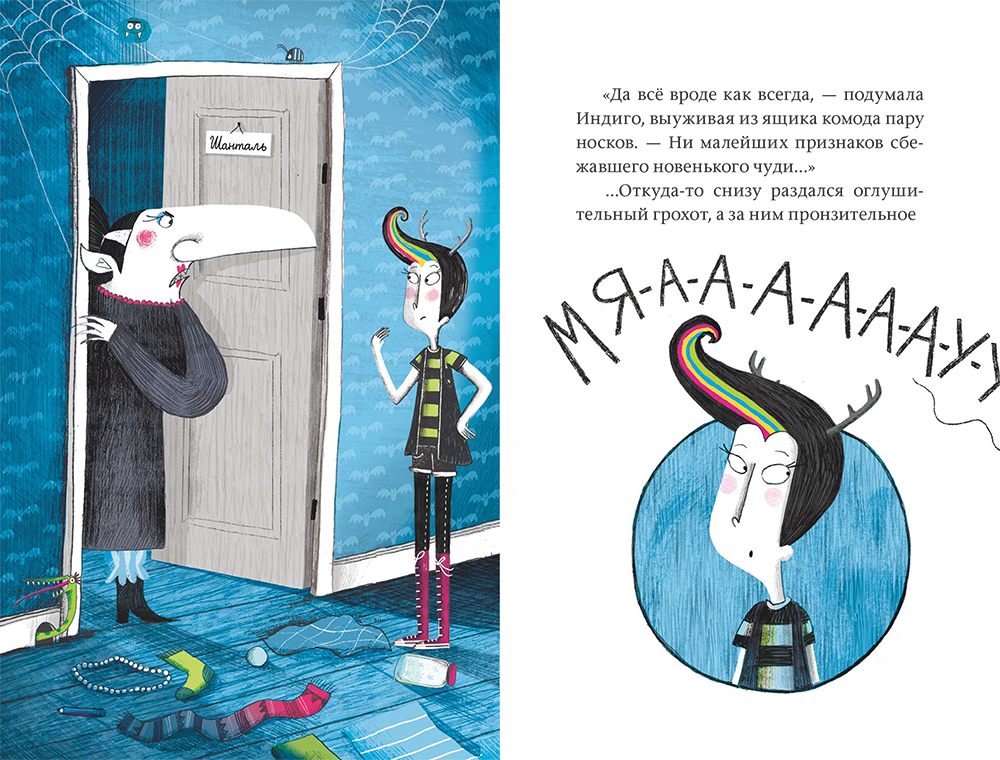 Шанталь
«Да всё вроде как всегда, — подумала
Индиго, выуживая из ящика комода пару
носков. — Ни малейших признаков сбе-
жавшего новенького чуди...»
...Откуда-то снизу раздался оглуши-
тельный грохот, а за ним пронзительное
МЯ-А-А-А-А-А-АУ-У